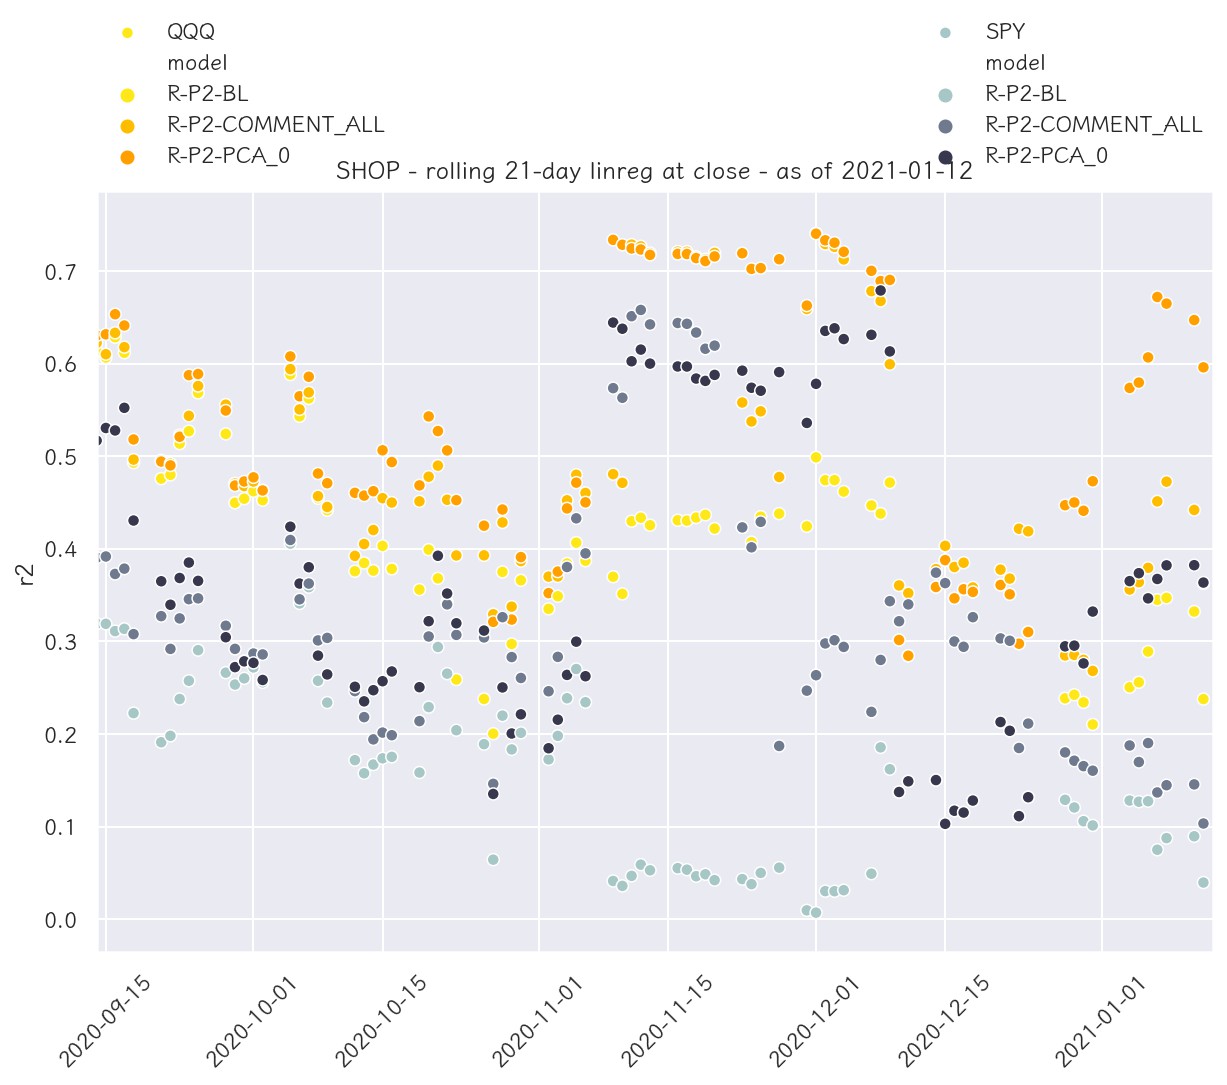 QQQ
model
R-P2-BL
R-P2-COMMENT_ALL
R-P2-PCA_0
SPY
model
R-P2-BL
R-P2-COMMENT_ALL
R-P2-PCA_0
SHOP - rolling 21-day linreg at close - as of 2021-01-12
r2
0.7
0.6
0.5
0.4
0.3
0.2
0.1
0.0
2020-09-15
2020-10-01
2020-10-15
2020-11-01
2020-11-15
2020-12-01
2020-12-15
2021-01-01